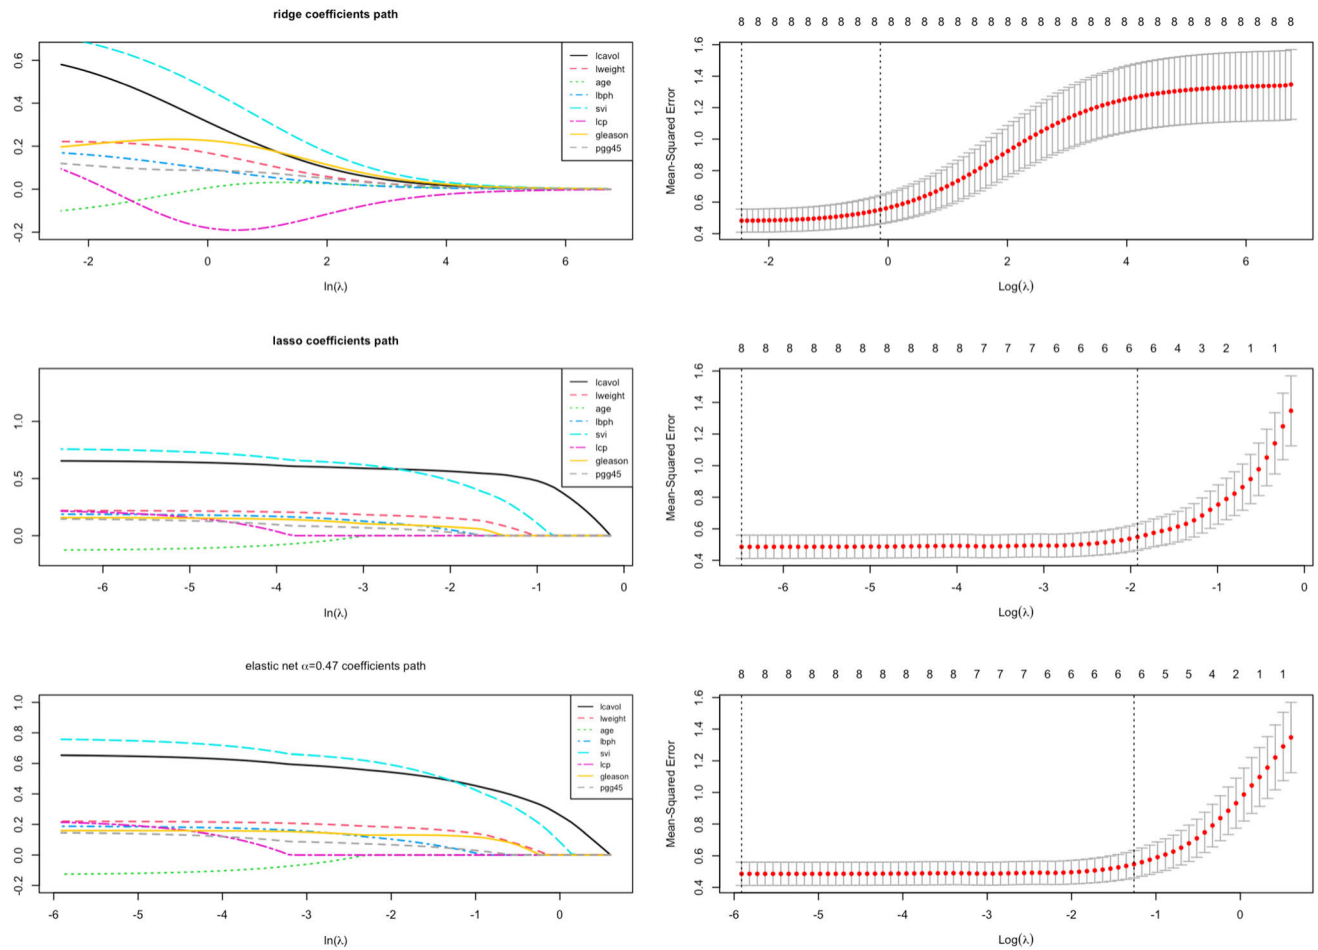 ridge coefficients path
0.6
0.4
0.2
0.0
-0.2
lcavol
lweight
age
lbph
svi
lcp
gleason
pgg45
-2 0 2 4 6
ln(λ)
8 8 8 8 8 8 8 8 8 8 8 8 8 8 8 8 8 8 8 8 8 8 8 8
Mean-Squared Error
1.6
1.4
1.2
1.0
0.8
0.6
0.4
-2 0 2 4 6
Log(λ)
lasso coefficients path
1.0
0.5
0.0
lcavol
lweight
age
lbph
svi
lcp
gleason
pgg45
-6 -5 -4 -3 -2 -1 0
ln(λ)
8 8 8 8 8 8 8 8 8 8 7 7 7 6 6 6 6 6 4 3 2 1 1
Mean-Squared Error
1.6
1.4
1.2
1.0
0.8
0.6
0.4
-6 -5 -4 -3 -2 -1 0
Log(λ)
elastic net α=0.47 coefficients path
1.0
0.8
0.6
0.4
0.2
0.0
-0.2
lcavol
lweight
age
lbph
svi
lcp
gleason
pgg45
-6 -5 -4 -3 -2 -1 0
ln(λ)
8 8 8 8 8 8 8 8 8 8 7 7 7 6 6 6 6 6 5 5 4 2 1 1
Mean-Squared Error
1.6
1.4
1.2
1.0
0.8
0.6
0.4
-6 -5 -4 -3 -2 -1 0
Log(λ)